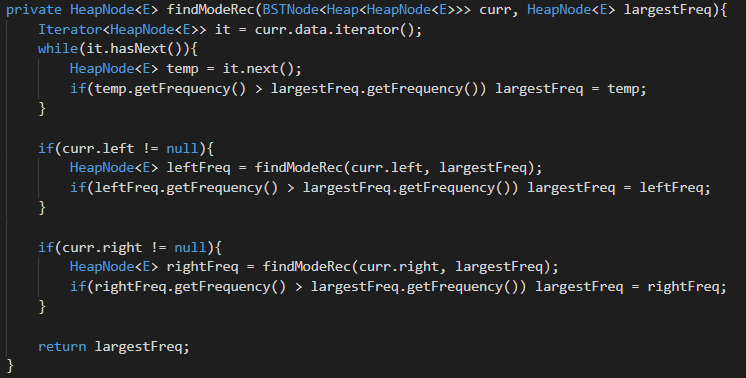 private HeapNode<E> findModeRec(BSTNode<Heap<HeapNode<E>>> curr, HeapNode<E> largestFreq){
    Iterator<HeapNode<E>> it = curr.data.iterator();
    while(it.hasNext()){
        HeapNode<E> temp = it.next();
        if(temp.getFrequency() > largestFreq.getFrequency()) largestFreq = temp;
    }

    if(curr.left != null){
        HeapNode<E> leftFreq = findModeRec(curr.left, largestFreq);
        if(leftFreq.getFrequency() > largestFreq.getFrequency()) largestFreq = leftFreq;
    }

    if(curr.right != null){
        HeapNode<E> rightFreq = findModeRec(curr.right, largestFreq);
        if(rightFreq.getFrequency() > largestFreq.getFrequency()) largestFreq = rightFreq;
    }

    return largestFreq;
}